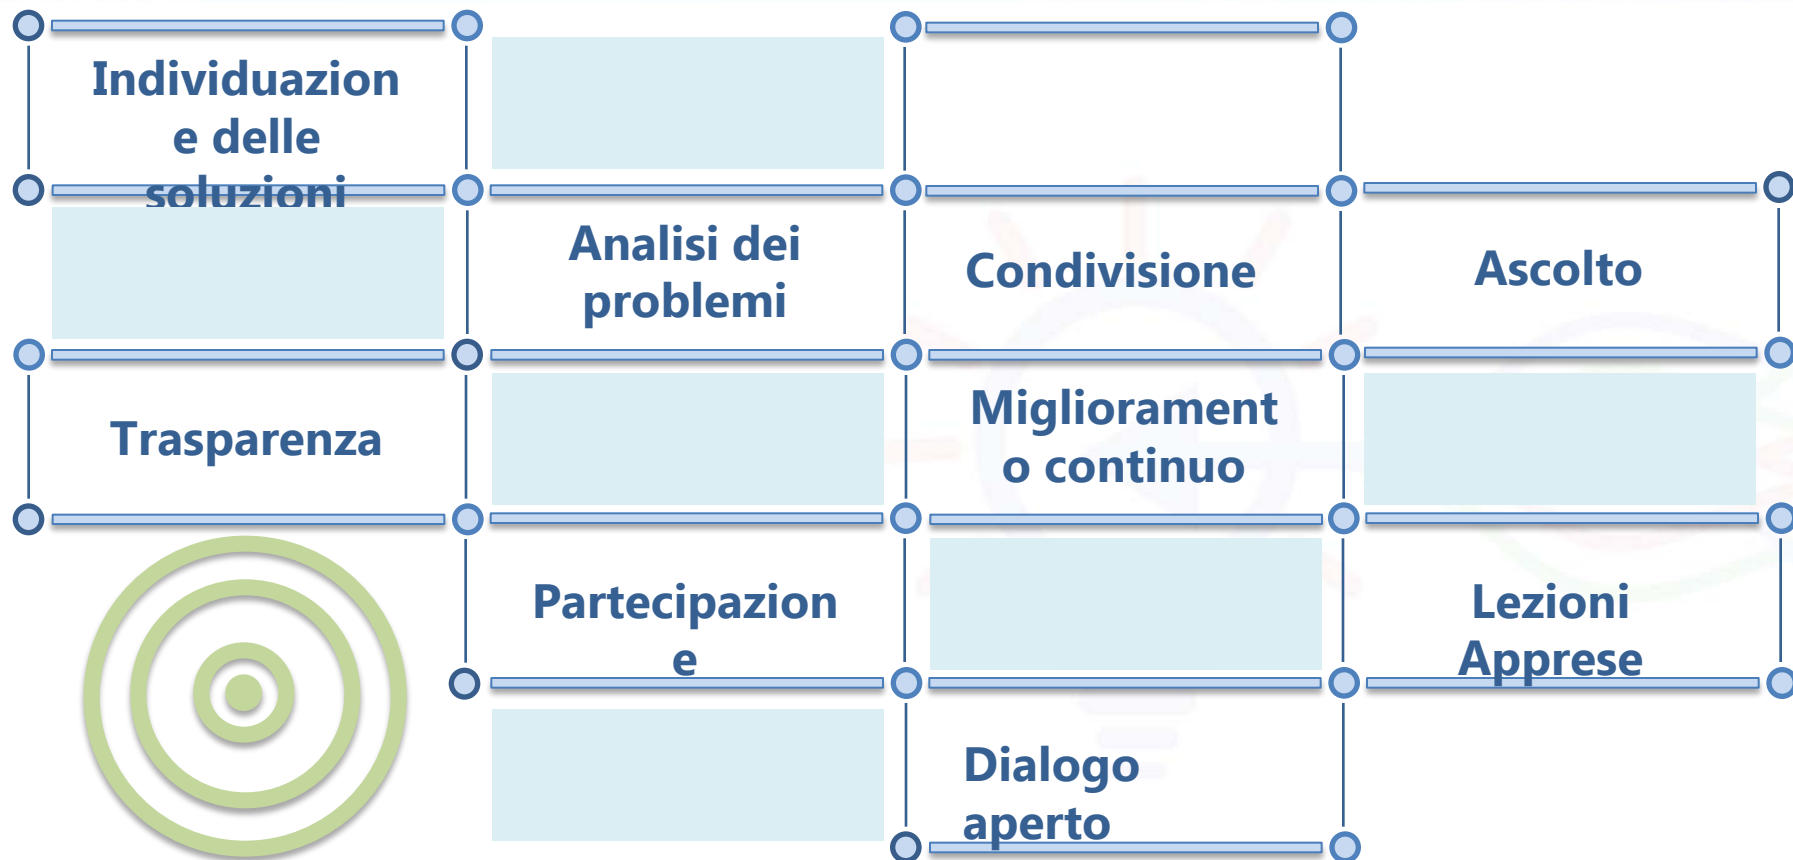 Individuazion
e delle
soluzioni
Analisi dei
problemi
Condivisione
Ascolto
Trasparenza
Migliorament
o continuo
Partecipazion
e
Lezioni
Apprese
Dialogo
aperto